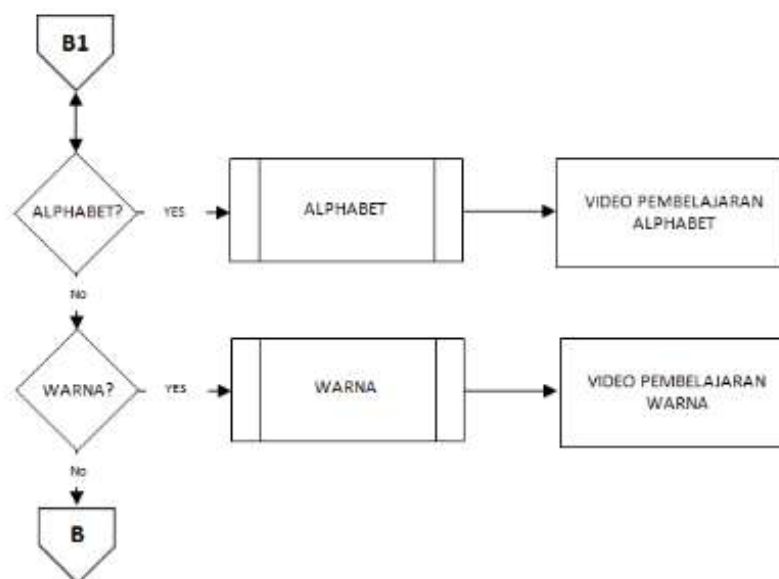 B1
ALPHABET?
YES
ALPHABET
VIDEO PEMBELAJARAN
ALPHABET
No
WARNA?
YES
WARNA
VIDEO PEMBELAJARAN
WARNA
No
B